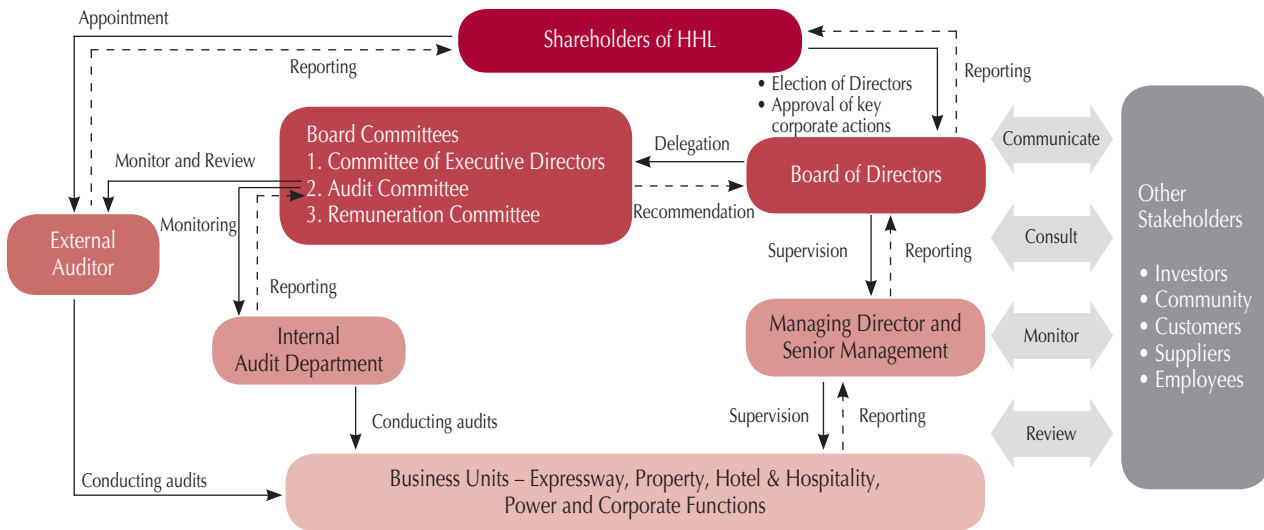 Appointment
Shareholders of HHL
Reporting
Reporting
• Election of Directors
• Approval of key
corporate actions
Board Committees
1. Committee of Executive Directors
2. Audit Committee
3. Remuneration Committee
Delegation
Recommendation
Board of Directors
Communicate
Monitor and Review
Monitoring
External
Auditor
Reporting
Supervision
Reporting
Consult
Other
Stakeholders
• Investors
• Community
• Customers
• Suppliers
• Employees
Internal
Audit Department
Managing Director and
Senior Management
Monitor
Conducting audits
Supervision
Reporting
Review
Conducting audits
Business Units – Expressway, Property, Hotel & Hospitality,
Power and Corporate Functions